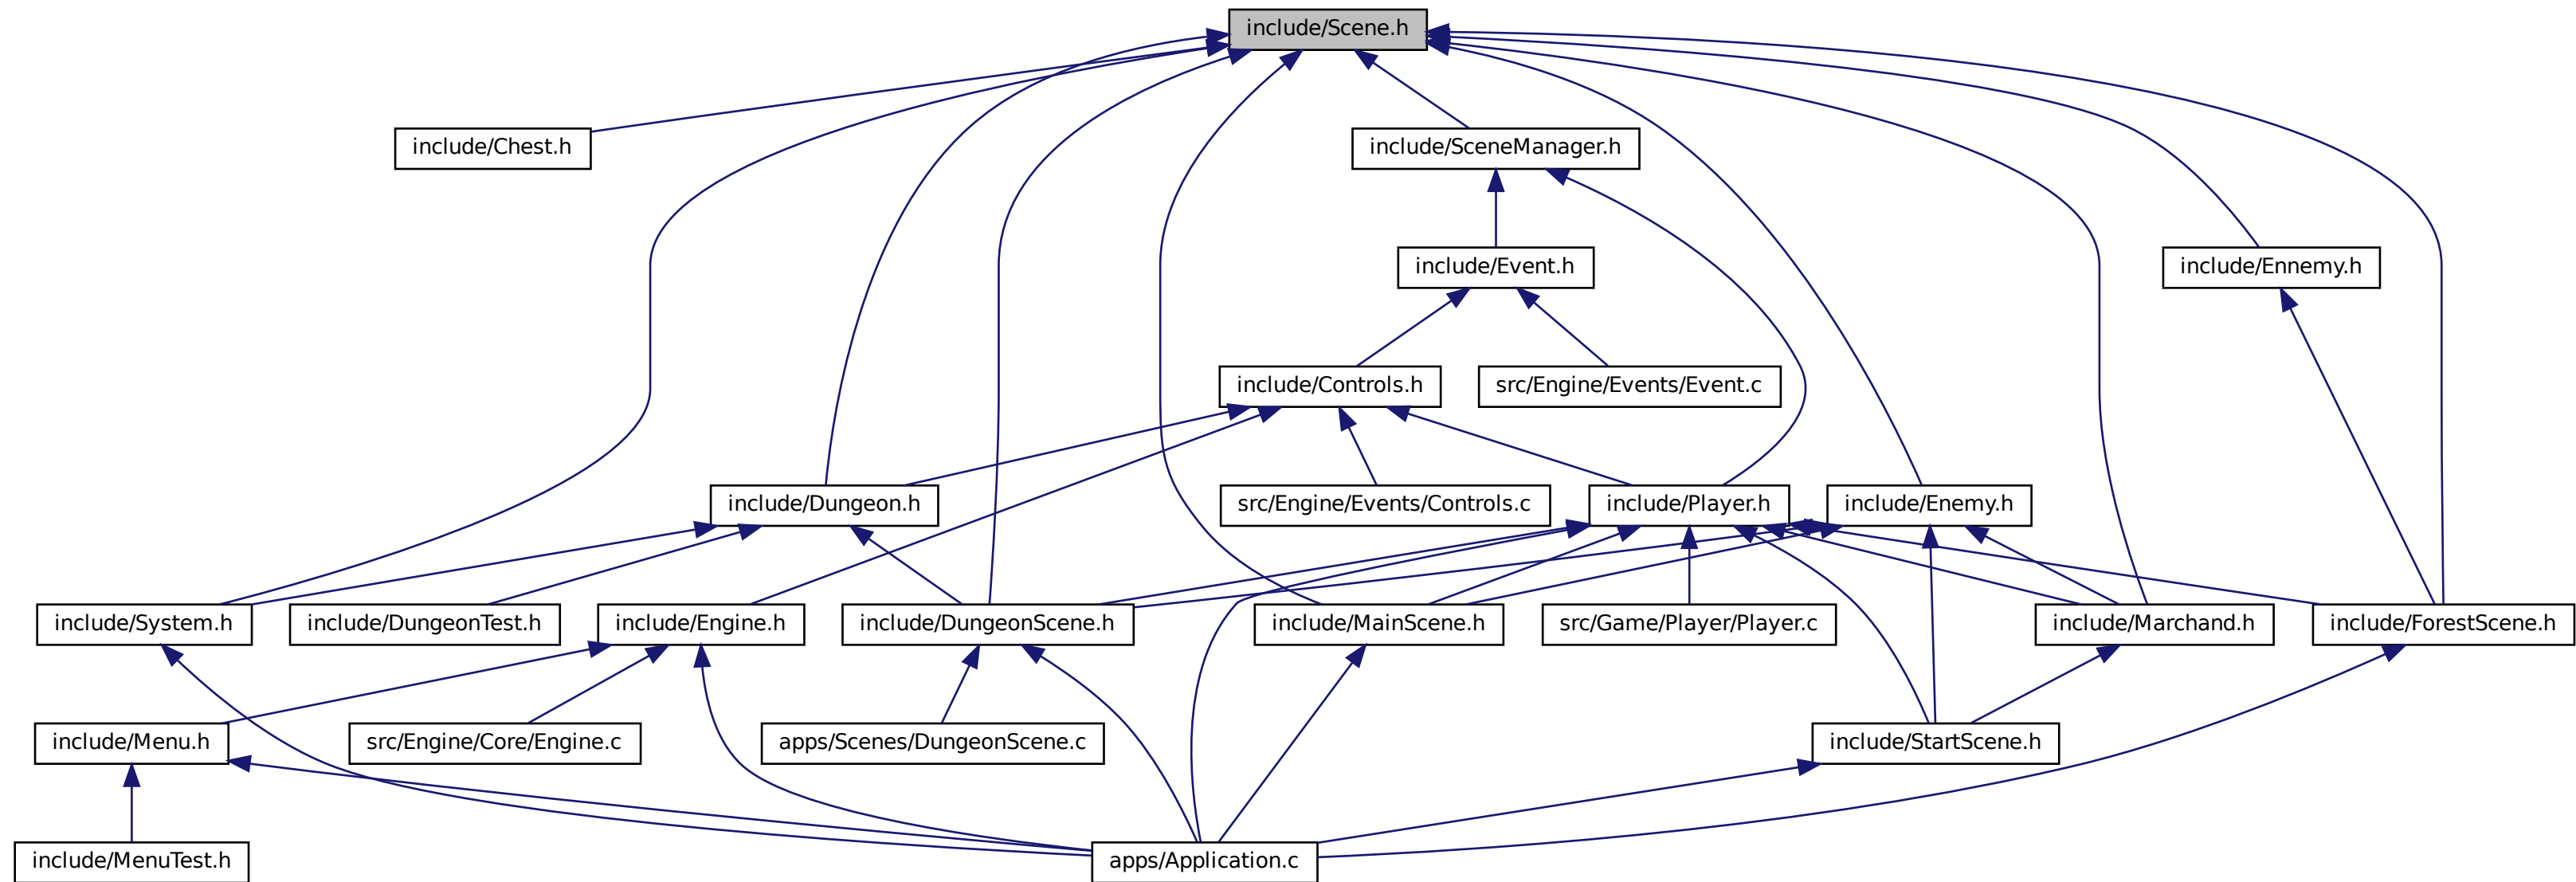 include/Scene.h
include/Chest.h
include/SceneManager.h
include/Event.h
include/Ennemy.h
include/Controls.h
src/Engine/Events/Event.c
include/Dungeon.h
src/Engine/Events/Controls.c
include/Player.h
include/Enemy.h
include/System.h
include/DungeonTest.h
include/Engine.h
include/DungeonScene.h
include/MainScene.h
src/Game/Player/Player.c
include/Marchand.h
include/ForestScene.h
include/Menu.h
src/Engine/Core/Engine.c
apps/Scenes/DungeonScene.c
include/StartScene.h
include/MenuTest.h
apps/Application.c